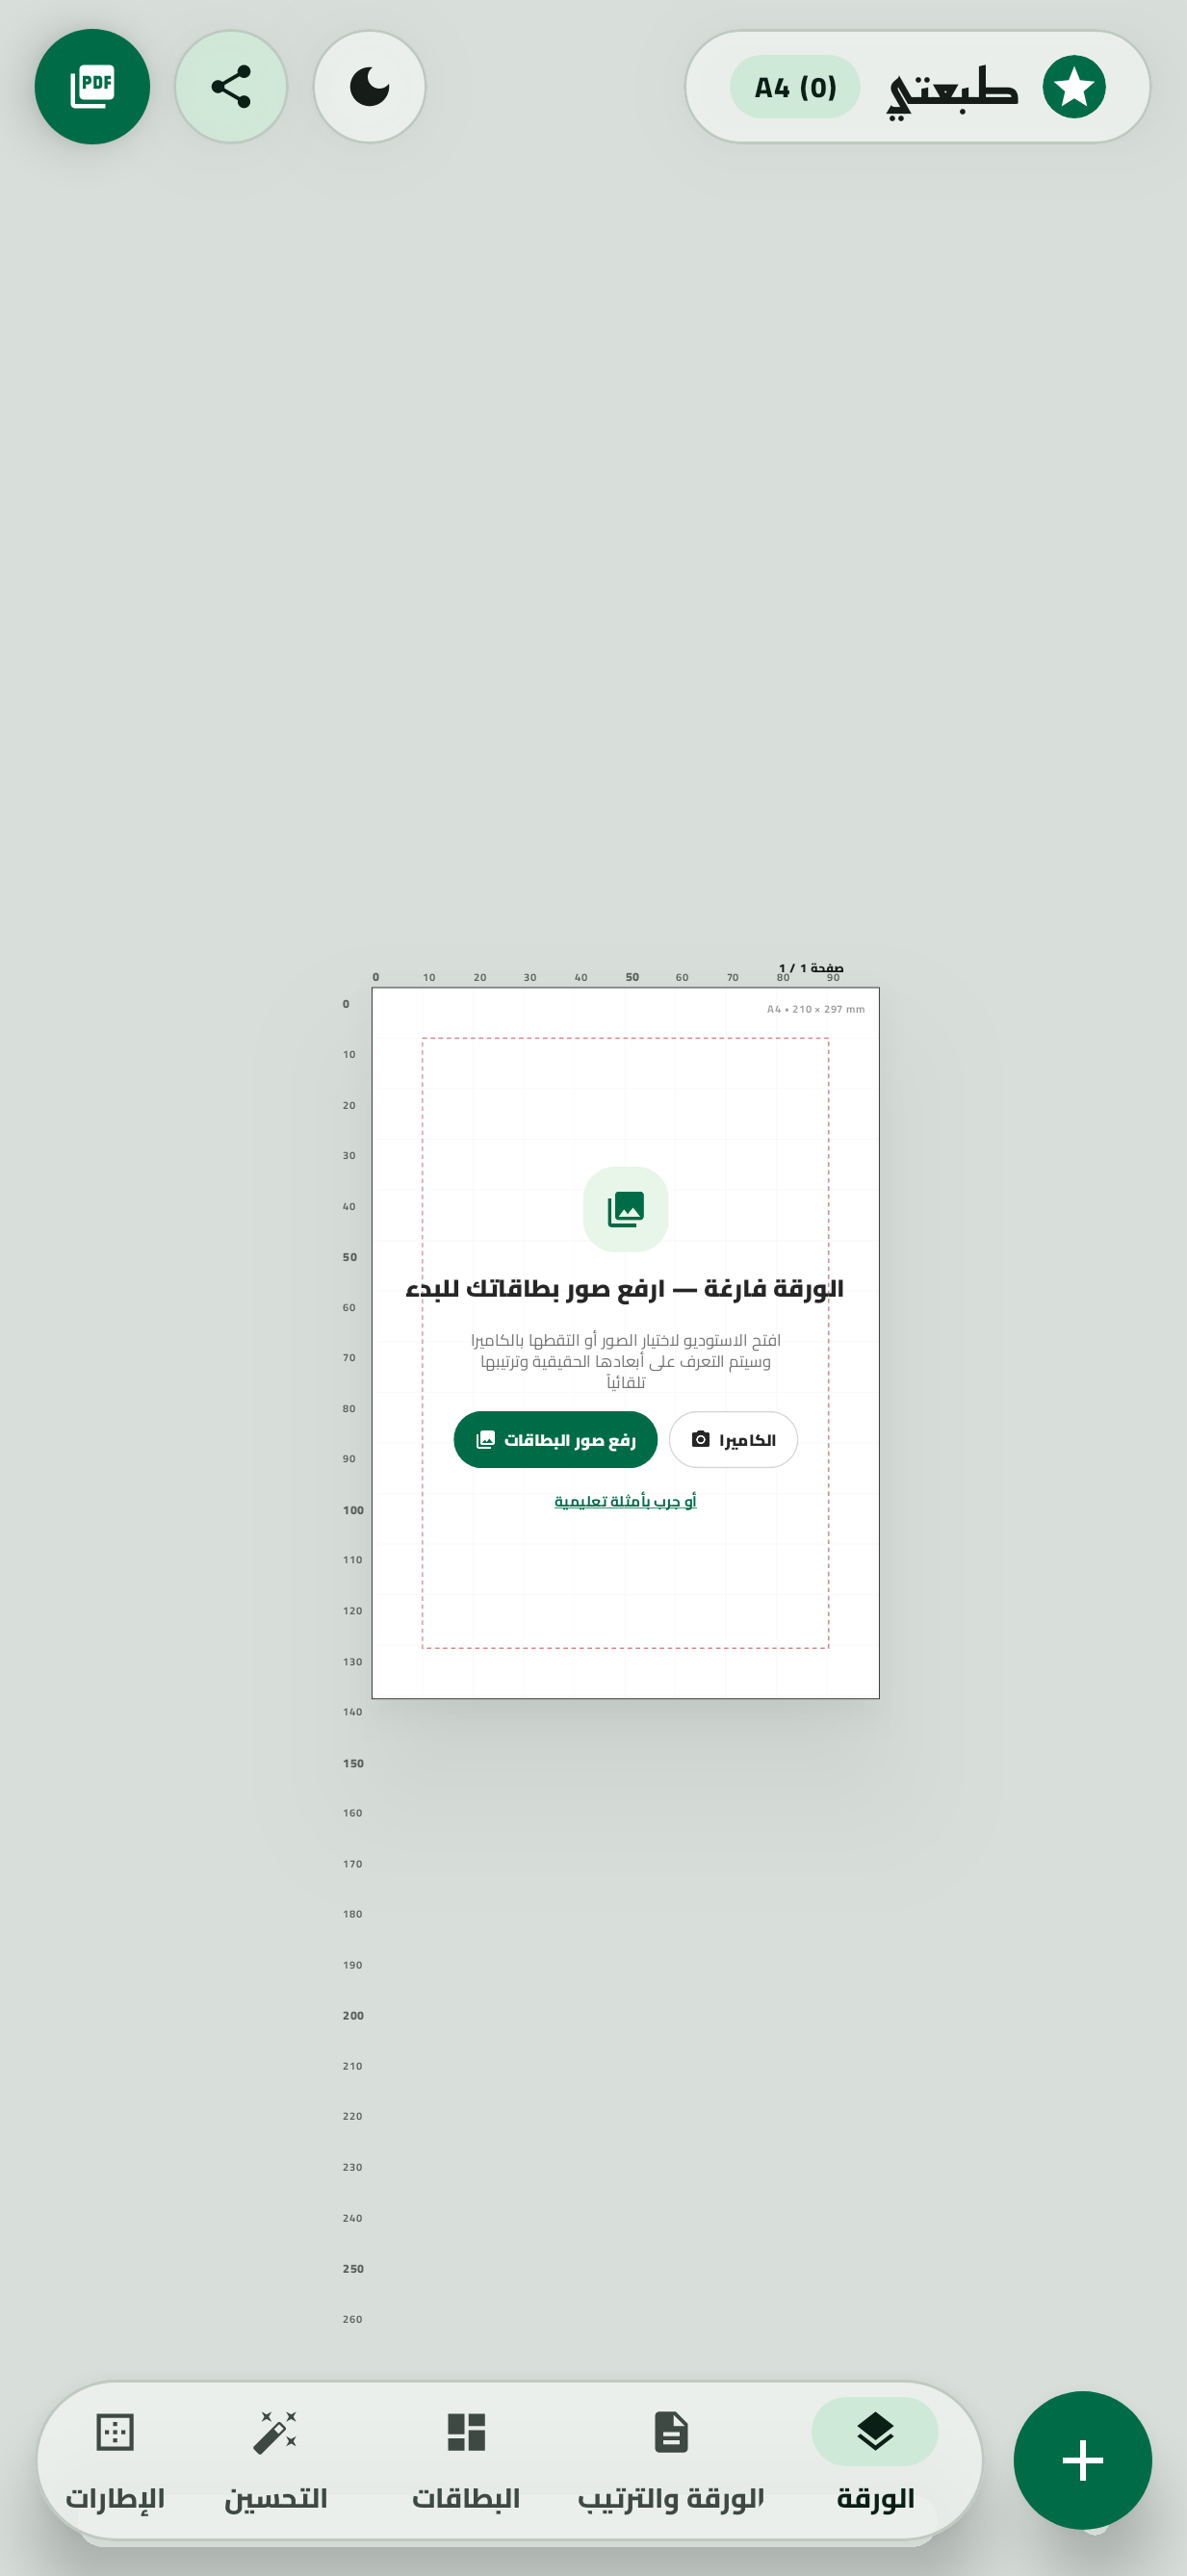 طبعتي
A4 (0)
PDF
صفحة 1 / 1
0 10 20 30 40 50 60 70 80 90
A4 • 210 × 297 mm
0
10
20
30
40
50
60
70
80
90
100
110
120
130
140
150
160
170
180
190
200
210
220
230
240
250
260
الورقة فارغة — ارفع صور بطاقاتك للبدء
افتح الاستوديو لاختيار الصور أو التقطها بالكاميرا
وسيتم التعرف على أبعادها الحقيقية وترتيبها
تلقائياً
الكاميرا
رفع صور البطاقات
أو جرب بأمثلة تعليمية
الورقة
الورقة والترتيب
البطاقات
التحسين
الإطارات